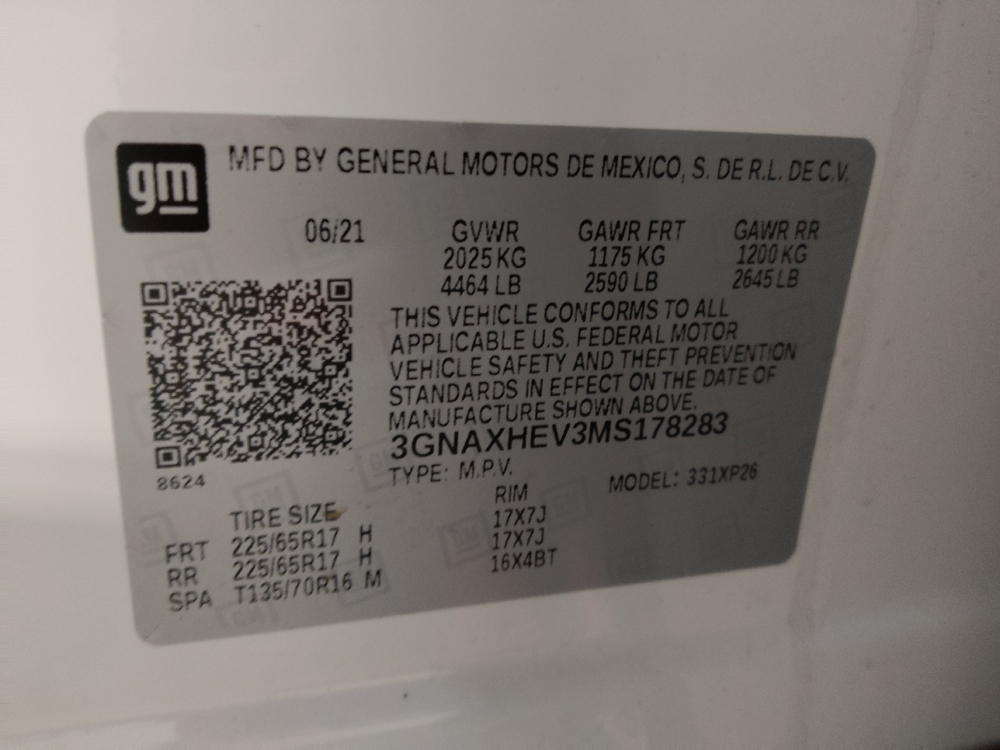 gm
MFD BY GENERAL MOTORS DE MEXICO, S. DE R.L. DE C.V.
06/21 GVWR GAWR FRT GAWR RR
2025 KG 1175 KG 1200 KG
4464 LB 2590 LB 2645 LB
THIS VEHICLE CONFORMS TO ALL
APPLICABLE U.S. FEDERAL MOTOR
VEHICLE SAFETY AND THEFT PREVENTION
STANDARDS IN EFFECT ON THE DATE OF
MANUFACTURE SHOWN ABOVE.
3GNAXHEV3MS178283
8624
TYPE: M.P.V. MODEL: 331XP26
TIRE SIZE RIM
FRT 225/65R17 H 17X7J
RR 225/65R17 H 17X7J
SPA T135/70R16 M 16X4BT